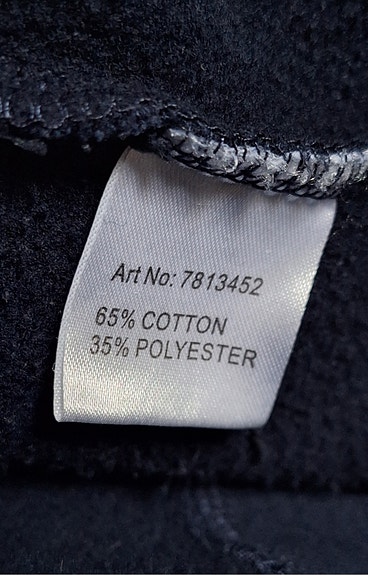 Art No: 7813452
65% COTTON
35% POLYESTER